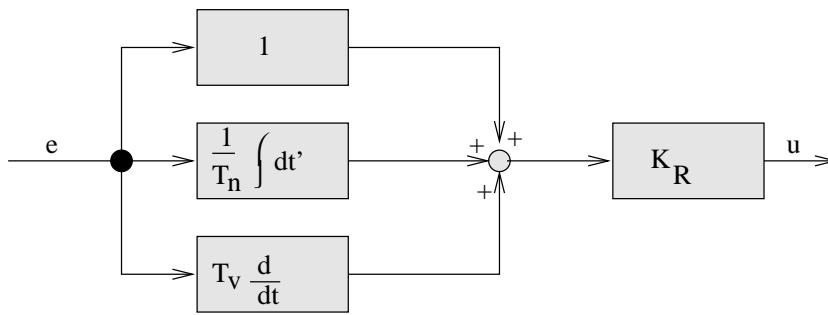 1
e
1/T_n ∫ dt’
+
+
+
K_R
u
T_v d/dt